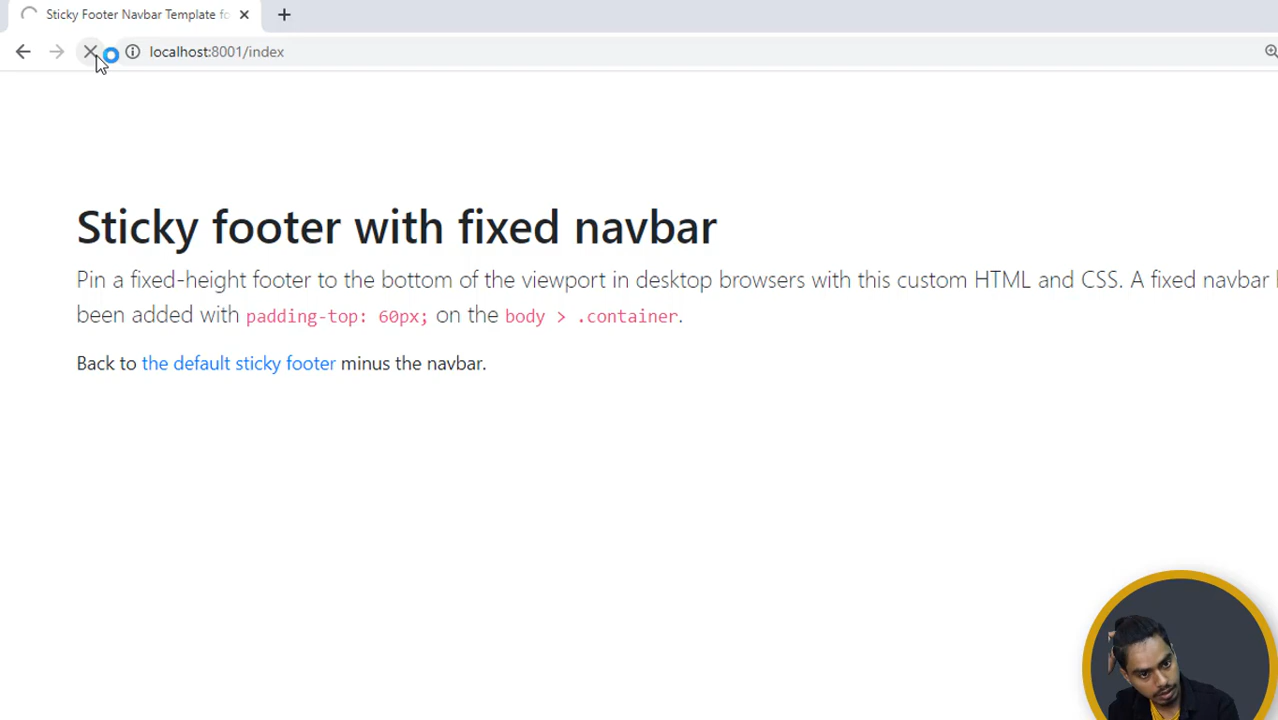 Sticky Footer Navbar Template fo
localhost:8001/index
Sticky footer with fixed navbar
Pin a fixed-height footer to the bottom of the viewport in desktop browsers with this custom HTML and CSS. A fixed navbar
been added with padding-top: 60px; on the body > .container.
Back to the default sticky footer minus the navbar.